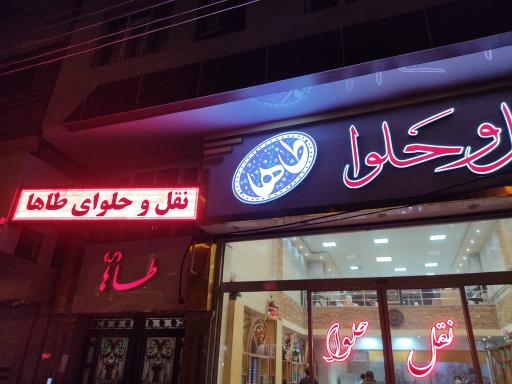 طاها
و حلوا
نقل و حلوای طاها
طاها
نقل
حلوا